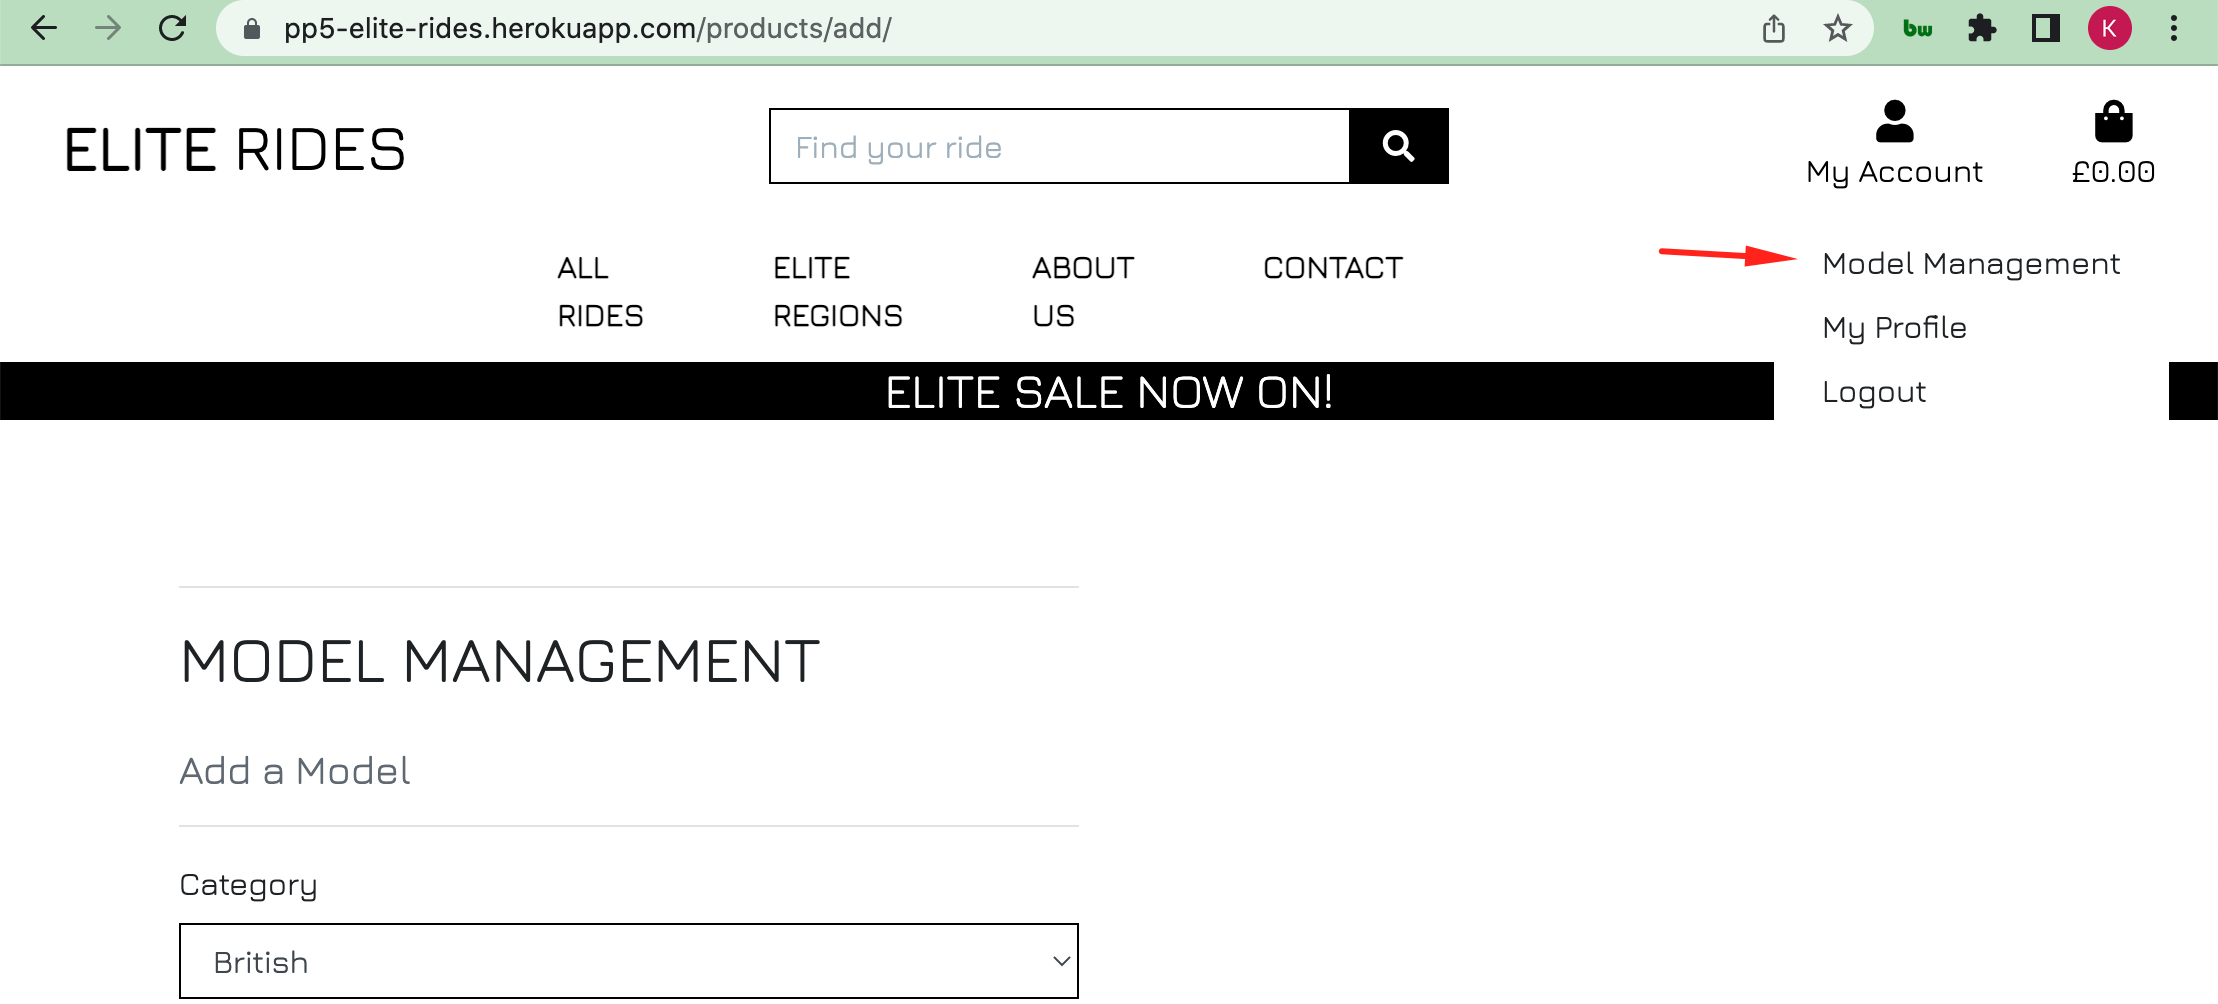 pp5-elite-rides.herokuapp.com/products/add/
bw
K
ELITE RIDES
Find your ride
My Account
£0.00
ALL RIDES
ELITE REGIONS
ABOUT US
CONTACT
Model Management
My Profile
Logout
ELITE SALE NOW ON!
MODEL MANAGEMENT
Add a Model
Category
British